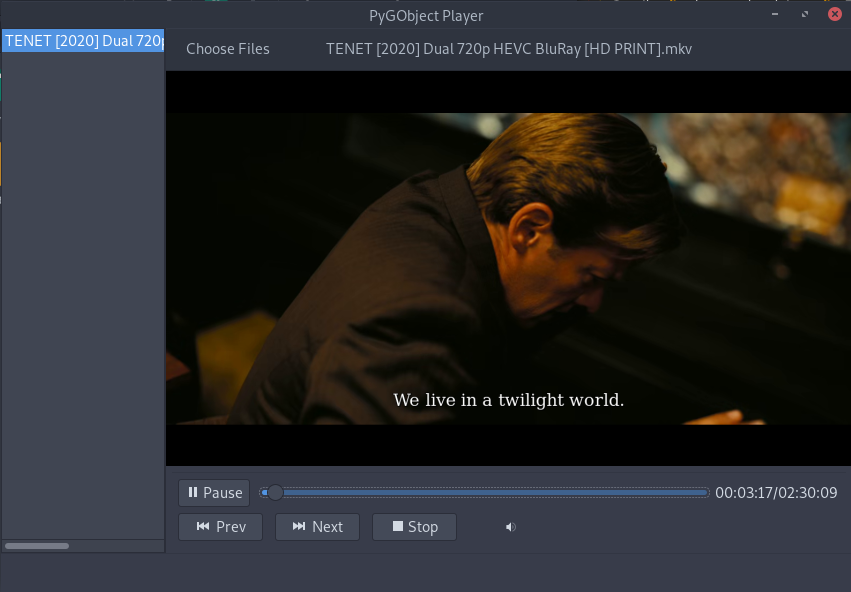 PyGObject Player
TENET [2020] Dual 720p
Choose Files
TENET [2020] Dual 720p HEVC BluRay [HD PRINT].mkv
We live in a twilight world.
Pause
00:03:17/02:30:09
Prev
Next
Stop